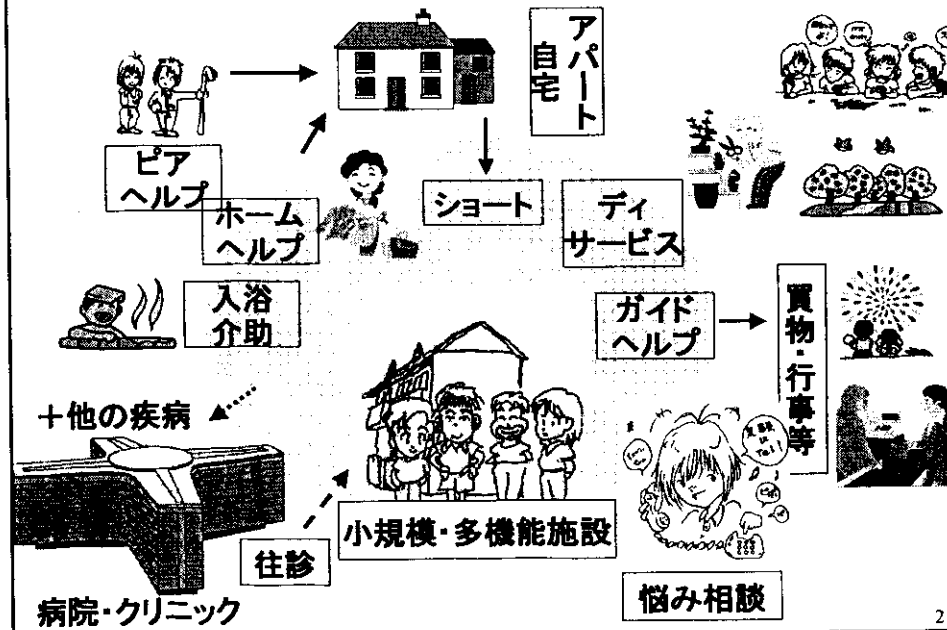 アパート
自宅
ピア
ヘルプ
ホーム
ヘルプ
ショート
ディ
サービス
入浴
介助
ガイド
ヘルプ
買物・行事等
+他の疾病
小規模・多機能施設
往診
病院・クリニック
悩み相談
2